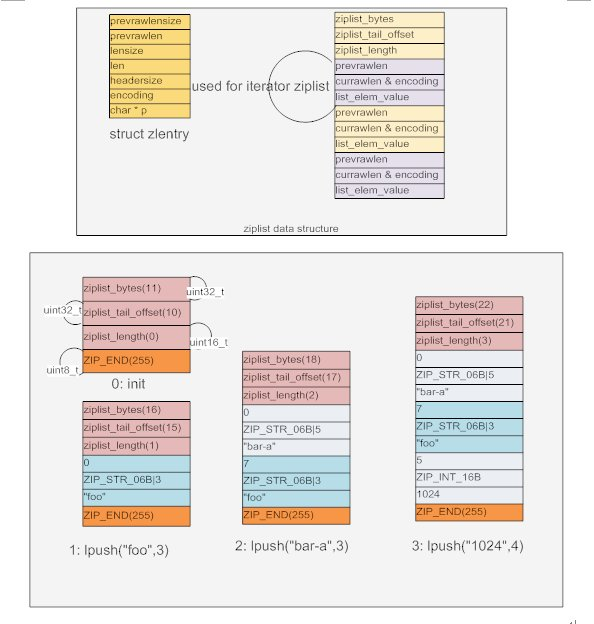 prevrawlensize
prevrawlen
lensize
len
headersize
encoding
char * p
struct zlentry
used for iterator ziplist
ziplist_bytes
ziplist_tail_offset
ziplist_length
prevrawlen
currawlen & encoding
list_elem_value
prevrawlen
currawlen & encoding
list_elem_value
prevrawlen
currawlen & encoding
list_elem_value
ziplist data structure
ziplist_bytes(11)
uint32_t
ziplist_tail_offset(10)
uint32_t
ziplist_length(0)
uint16_t
ZIP_END(255)
uint8_t
0: init
ziplist_bytes(16)
ziplist_tail_offset(15)
ziplist_length(1)
0
ZIP_STR_06B|3
"foo"
ZIP_END(255)
1: lpush("foo",3)
ziplist_bytes(18)
ziplist_tail_offset(17)
ziplist_length(2)
0
ZIP_STR_06B|5
"bar-a"
7
ZIP_STR_06B|3
"foo"
ZIP_END(255)
2: lpush("bar-a",3)
ziplist_bytes(22)
ziplist_tail_offset(21)
ziplist_length(3)
0
ZIP_STR_06B|5
"bar-a"
7
ZIP_STR_06B|3
"foo"
5
ZIP_INT_16B
1024
ZIP_END(255)
3: lpush("1024",4)